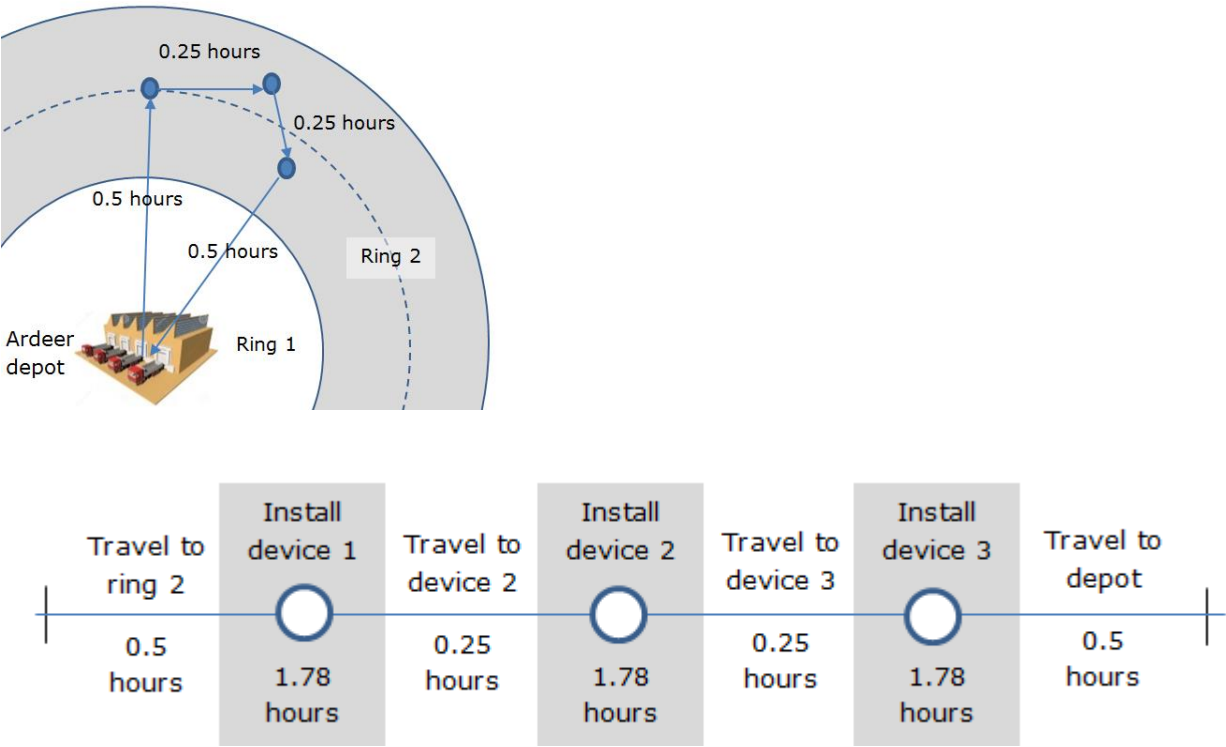 0.25 hours
0.25 hours
0.5 hours
0.5 hours
Ring 2
Ardeer
depot
Ring 1
Travel to
ring 2
0.5
hours
Install
device 1
1.78
hours
Travel to
device 2
0.25
hours
Install
device 2
1.78
hours
Travel to
device 3
0.25
hours
Install
device 3
1.78
hours
Travel to
depot
0.5
hours